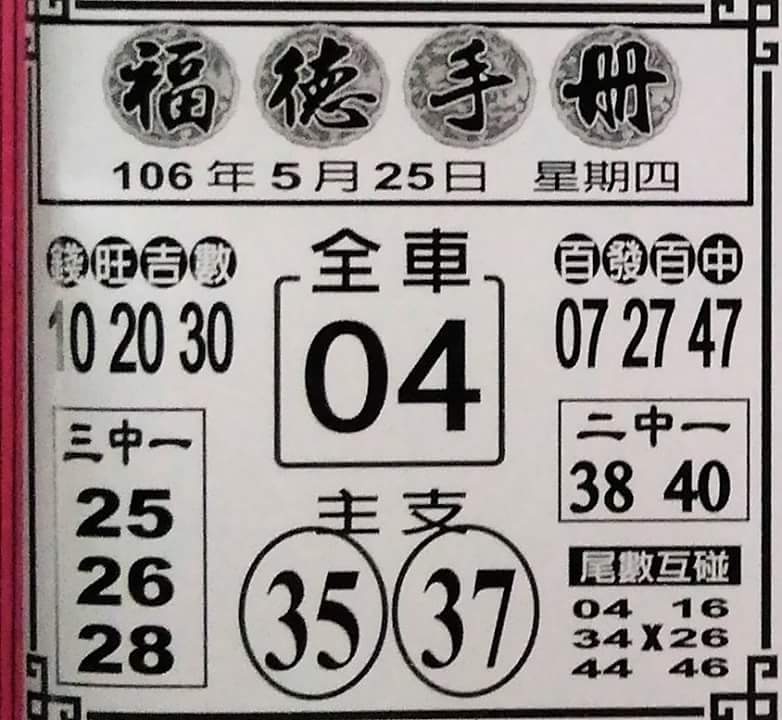 福德手册
106年5月25日 星期四
錢旺吉數
10 20 30
全車
04
百發百中
07 27 47
三中一
25
26
28
主支
35 37
二中一
38 40
尾數互碰
04 16
34 X 26
44 46